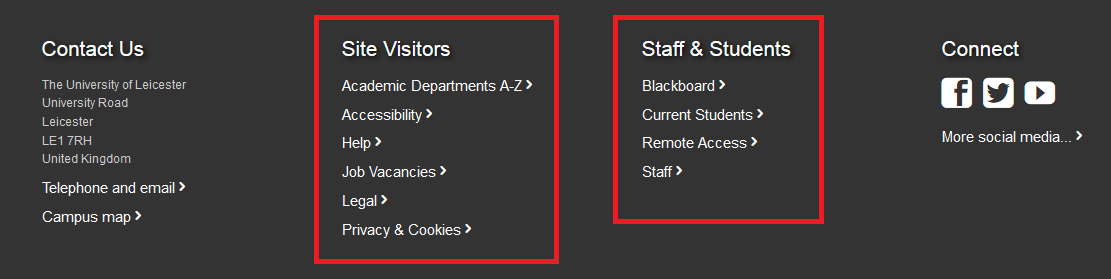 Contact Us
The University of Leicester
University Road
Leicester
LE1 7RH
United Kingdom
Telephone and email
Campus map
Site Visitors
Academic Departments A-Z
Accessibility
Help
Job Vacancies
Legal
Privacy & Cookies
Staff & Students
Blackboard
Current Students
Remote Access
Staff
Connect
More social media...